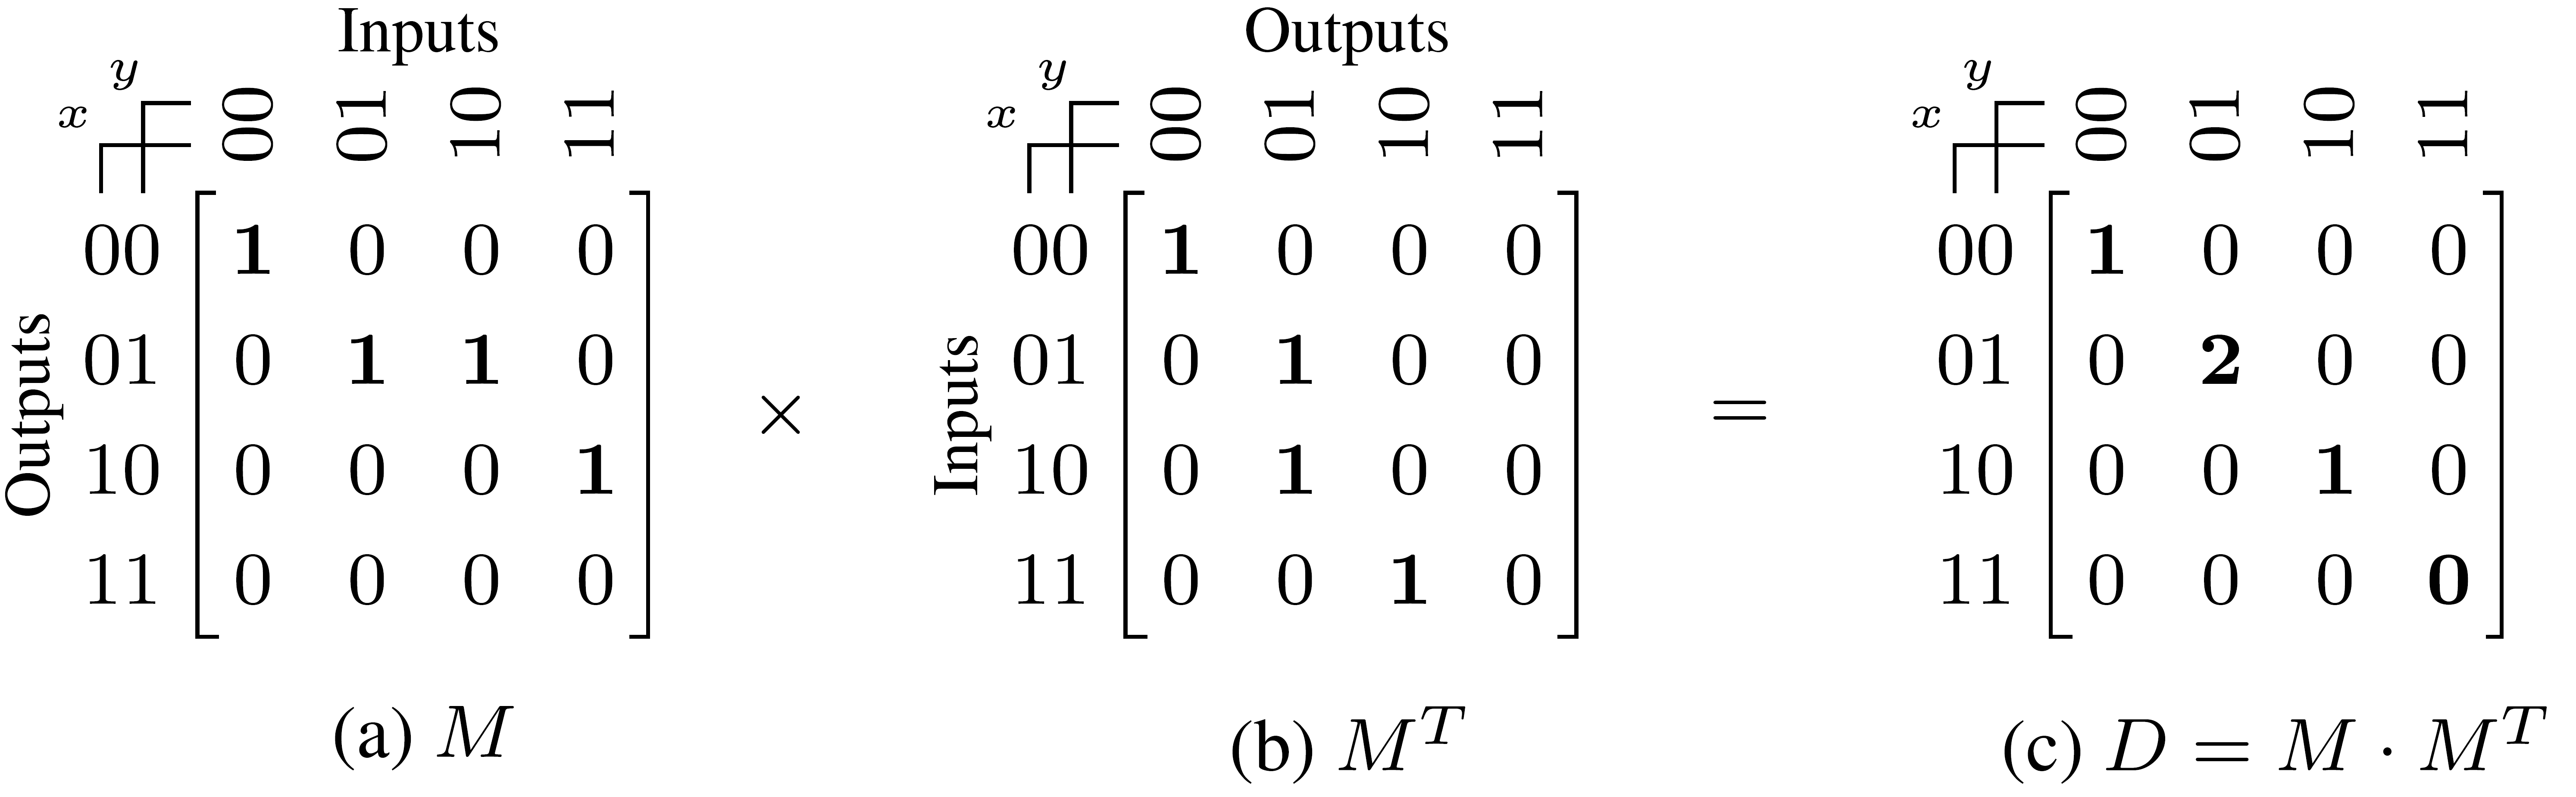 Inputs Outputs
y y y
x x x
00 01 10 11 00 01 10 11 00 01 10 11
00 1 0 0 0 00 1 0 0 0 00 1 0 0 0
01 0 1 1 0 01 0 1 0 0 01 0 2 0 0
Outputs × Inputs =
10 0 0 0 1 10 0 1 0 0 10 0 0 1 0
11 0 0 0 0 11 0 0 1 0 11 0 0 0 0
(a) M (b) M^T (c) D = M · M^T